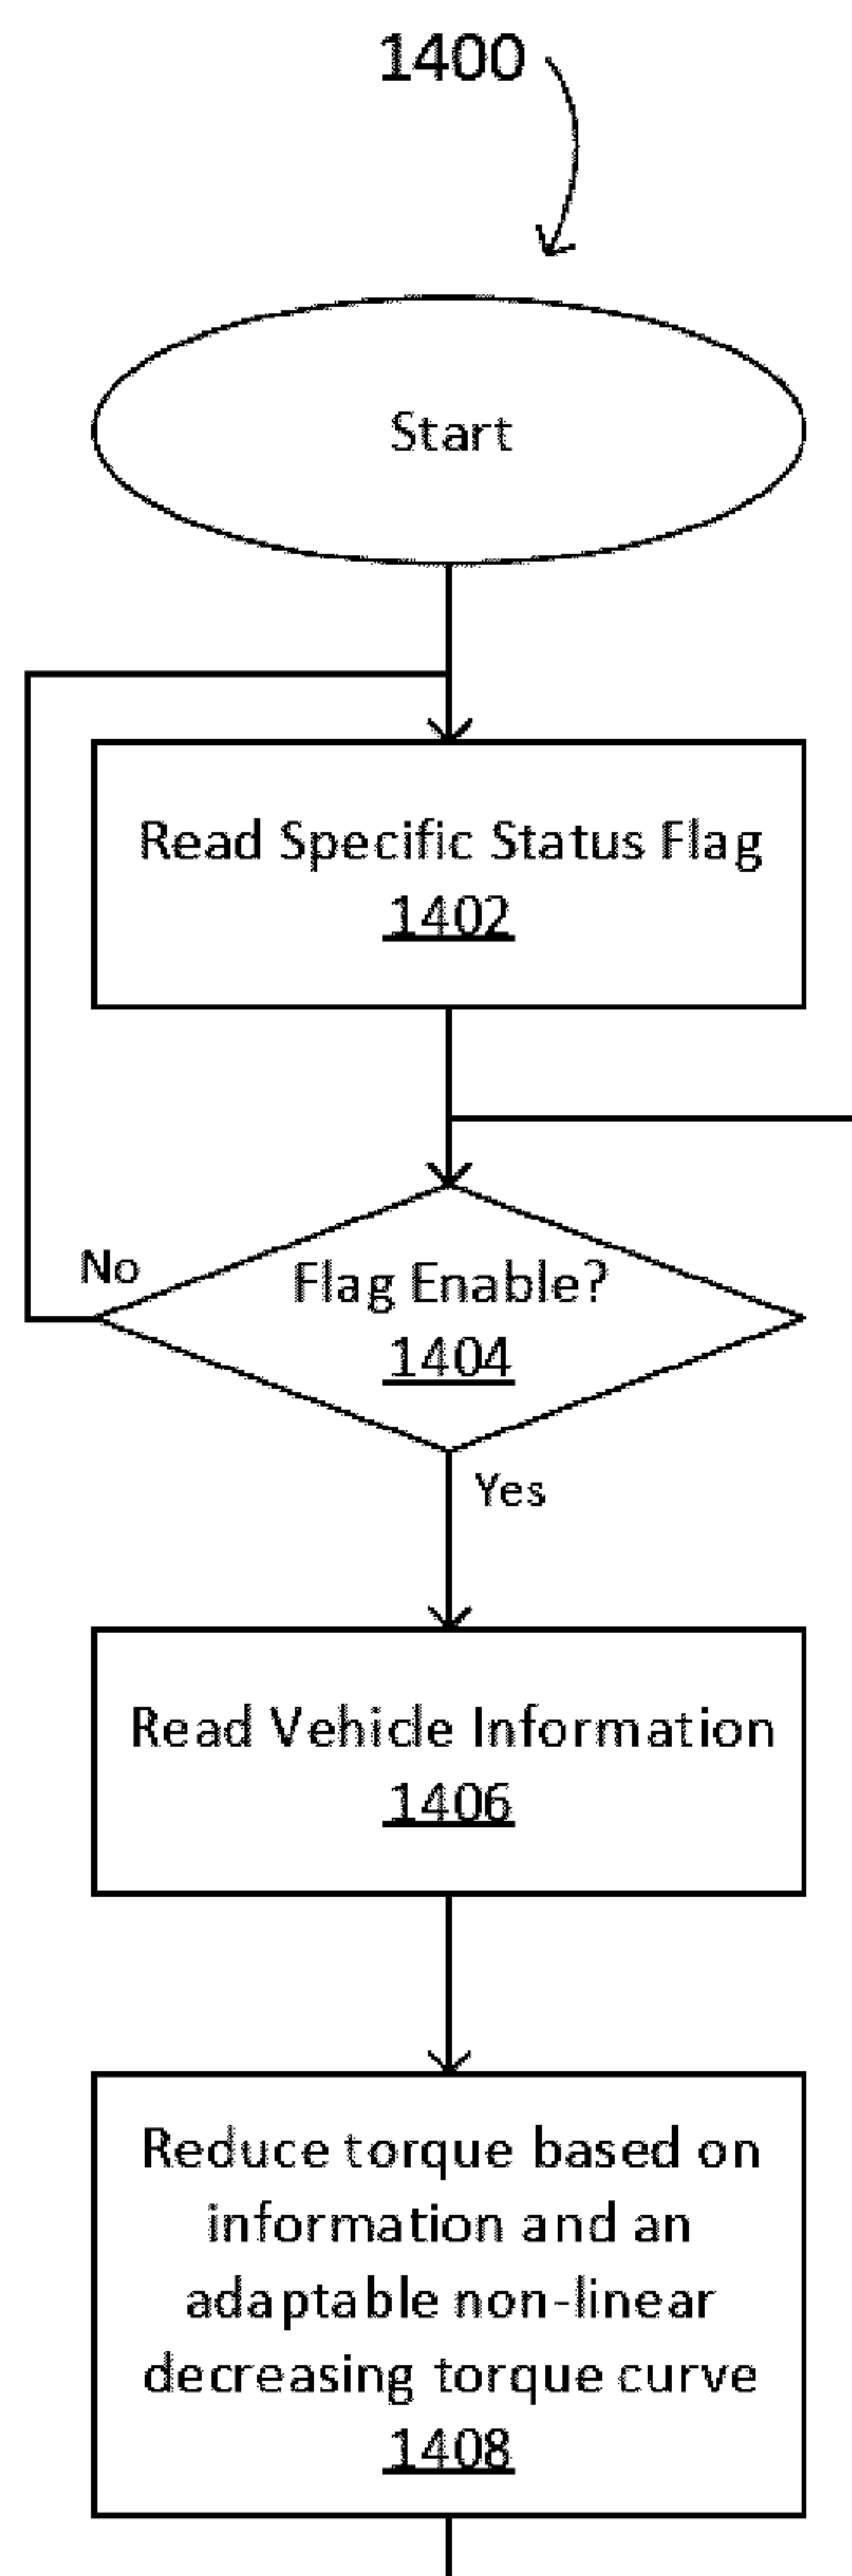 1400
Start
Read Specific Status Flag
1402
No
Flag Enable?
1404
Yes
Read Vehicle Information
1406
Reduce torque based on
information and an
adaptable non-linear
decreasing torque curve
1408